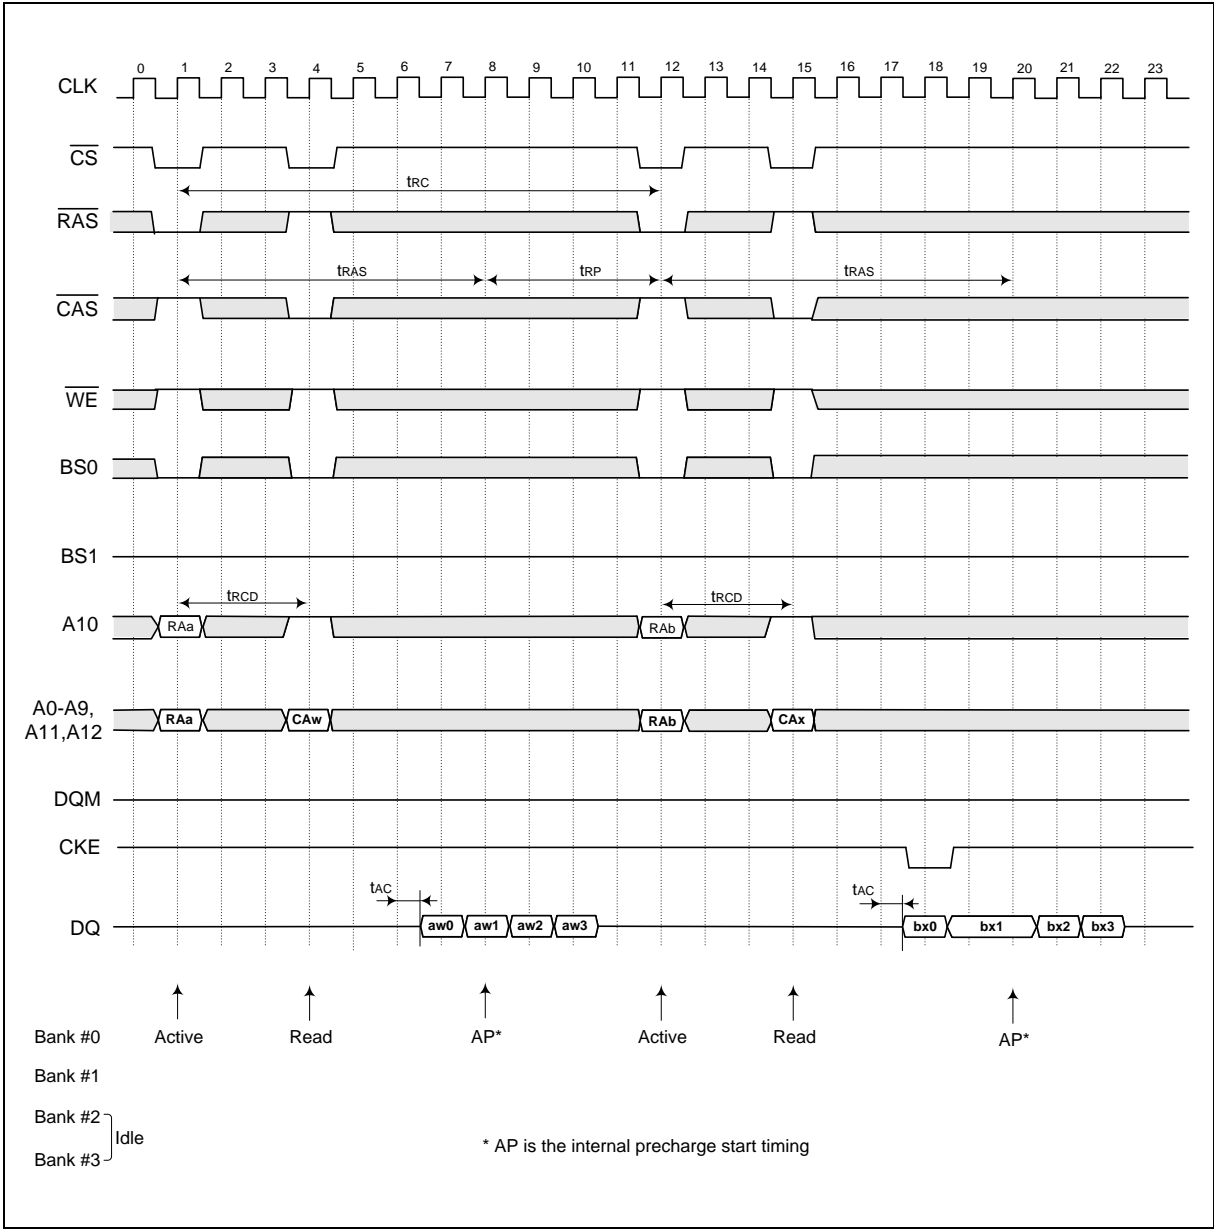 0 1 2 3 4 5 6 7 8 9 10 11 12 13 14 15 16 17 18 19 20 21 22 23
CLK
CS
tRC
RAS
tRAS tRP tRAS
CAS
WE
BS0
BS1
tRCD tRCD
A10 RAa RAb
A0-A9,
A11,A12 RAa CAw RAb CAx
DQM
CKE
tAC tAC
DQ aw0 aw1 aw2 aw3 bx0 bx1 bx2 bx3
Bank #0 Active Read AP* Active Read AP*
Bank #1
Bank #2
Idle
Bank #3
* AP is the internal precharge start timing